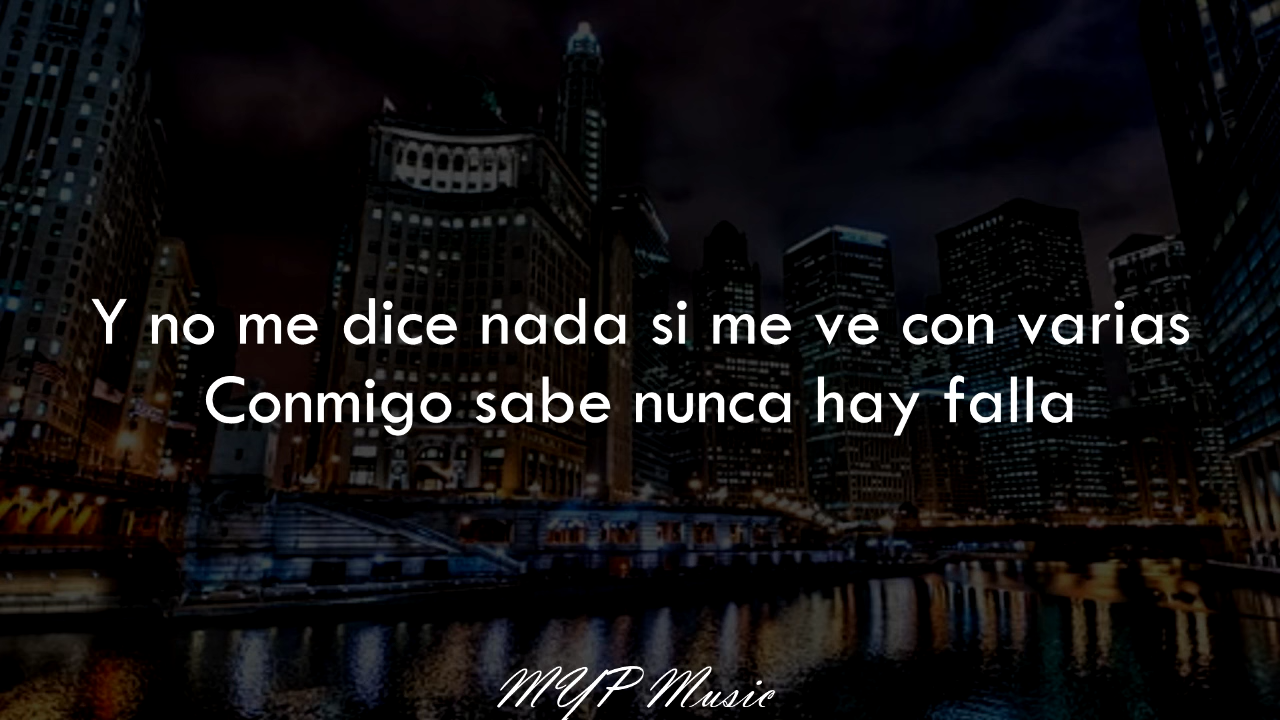 Y no me dice nada si me ve con varias
Conmigo sabe nunca hay falla
MYP Music